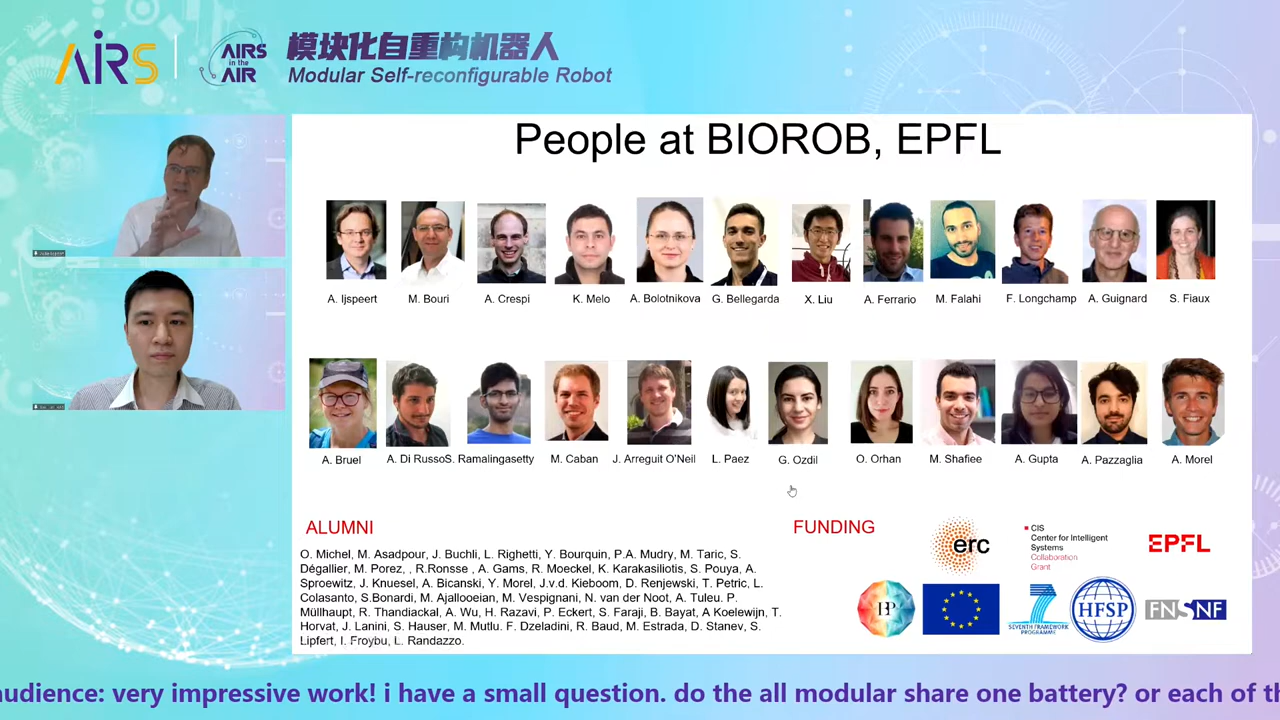 AIRS
AIRS
in the
AIR
模块化自重构机器人
Modular Self-reconfigurable Robot
People at BIOROB, EPFL
A. Ijspeert
M. Bouri
A. Crespi
K. Melo
A. Bolotnikova
G. Bellegarda
X. Liu
A. Ferrario
M. Falahi
F. Longchamp
A. Guignard
S. Fiaux
A. Bruel
A. Di Russo
S. Ramalingasetty
M. Caban
J. Arreguit O'Neil
L. Paez
G. Ozdil
O. Orhan
M. Shafiee
A. Gupta
A. Pazzaglia
A. Morel
ALUMNI
O. Michel, M. Asadpour, J. Buchli, L. Righetti, Y. Bourquin, P.A. Mudry, M. Taric, S.
Dégallier, M. Porez, , R.Ronsse , A. Gams, R. Moeckel, K. Karakasiliotis, S. Pouya, A.
Sproewitz, J. Knuesel, A. Bicanski, Y. Morel, J.v.d. Kieboom, D. Renjewski, T. Petric, L.
Colasanto, S.Bonardi, M. Ajallooeian, M. Vespignani, N. van der Noot, A. Tuleu. P.
Müllhaupt, R. Thandiackal, A. Wu, H. Razavi, P. Eckert, S. Faraji, B. Bayat, A Koelewijn, T.
Horvat, J. Lanini, S. Hauser, M. Mutlu. F. Dzeladini, R. Baud, M. Estrada, D. Stanev, S.
Lipfert, I. Froybu, L. Randazzo.
FUNDING
erc
CIS
Center for Intelligent
Systems
Collaboration
Grant
EPFL
SEVENTH FRAMEWORK
PROGRAMME
HFSP
FNSNF
audience: very impressive work! i have a small question. do the all modular share one battery? or each of th